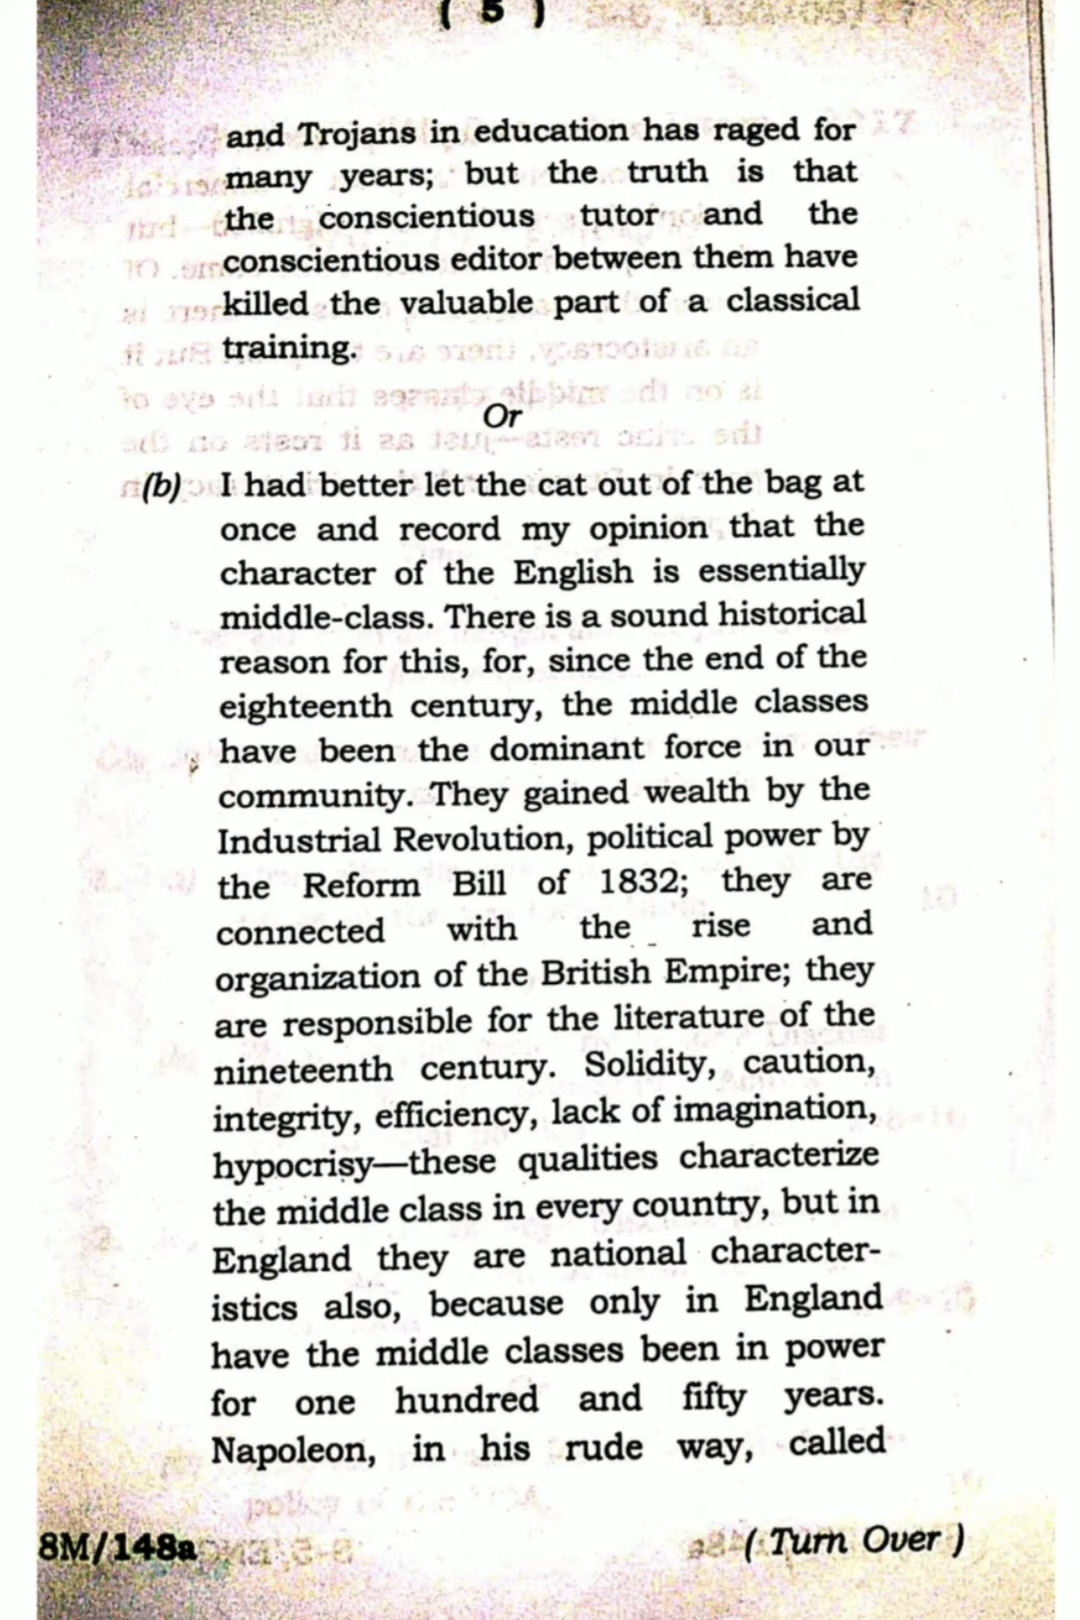 ( 5 )
and Trojans in education has raged for
many years; but the truth is that
the conscientious tutor and the
conscientious editor between them have
killed the valuable part of a classical
training.
Or
(b) I had better let the cat out of the bag at
once and record my opinion that the
character of the English is essentially
middle-class. There is a sound historical
reason for this, for, since the end of the
eighteenth century, the middle classes
have been the dominant force in our
community. They gained wealth by the
Industrial Revolution, political power by
the Reform Bill of 1832; they are
connected with the rise and
organization of the British Empire; they
are responsible for the literature of the
nineteenth century. Solidity, caution,
integrity, efficiency, lack of imagination,
hypocrisy—these qualities characterize
the middle class in every country, but in
England they are national character-
istics also, because only in England
have the middle classes been in power
for one hundred and fifty years.
Napoleon, in his rude way, called
8M/148a ( Turn Over )